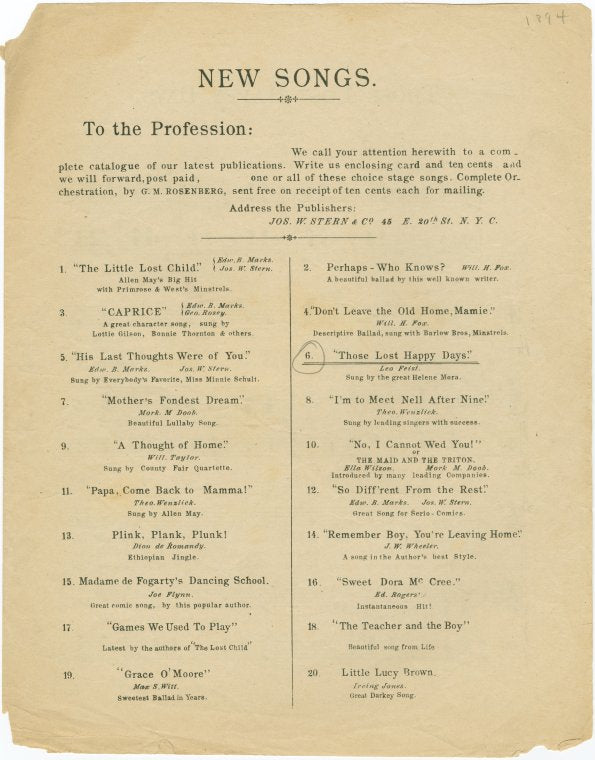 1394
NEW SONGS.
To the Profession:
We call your attention herewith to a com-
plete catalogue of our latest publications. Write us enclosing card and ten cents and
we will forward, post paid, one or all of these choice stage songs. Complete Or-
chestration, by G. M. ROSENBERG, sent free on receipt of ten cents each for mailing.
Address the Publishers:
JOS. W. STERN & Co 45 E. 20th St. N. Y. C.
1. "The Little Lost Child." { Edw. B. Marks. Jos. W. Stern.
Allen May's Big Hit
with Primrose & West's Minstrels.
3. "CAPRICE" { Edw. B. Marks. Geo. Rosey.
A great character song, sung by
Lottie Gilson, Bonnie Thornton & others.
5. "His Last Thoughts Were of You."
Edw. B. Marks. Jos. W. Stern.
Sung by Everybody's Favorite, Miss Minnie Schult.
7. "Mother's Fondest Dream."
Mork. M Doob.
Beautiful Lullaby Song.
9. "A Thought of Home."
Will. Taylor.
Sung by County Fair Quartette.
11. "Papa, Come Back to Mamma!"
Theo. Wenzlick.
Sung by Allen May.
13. Plink, Plank, Plunk!
Dion de Romandy.
Ethiopian Jingle.
15. Madame de Fogarty's Dancing School.
Joe Flynn.
Great comic song, by this popular author.
17. "Games We Used To Play"
Latest by the authors of "The Lost Child"
19. "Grace O'Moore"
Max S. Witt.
Sweetest Ballad in Years.
2. Perhaps - Who Knows? Will. H. Fox.
A beautiful ballad by this well known writer.
4. "Don't Leave the Old Home, Mamie."
Will. H. Fox.
Descriptive Ballad, sung with Barlow Bros, Minstrels.
6. "Those Lost Happy Days."
Leo Feist.
Sung by the great Helene Mora.
8. "I'm to Meet Nell After Nine."
Theo. Wenzlick.
Sung by leading singers with success.
10. "No, I Cannot Wed You!"
or
THE MAID AND THE TRITON.
Ella Wilson. Mork M. Doob.
Introduced by many leading Companies.
12. "So Diff'rent From the Rest."
Edw. B. Marks. Jos. W. Stern.
Great Song for Serio-Comics.
14. "Remember Boy, You're Leaving Home."
J. W. Wheeler.
A song in the Author's best Style.
16. "Sweet Dora Mc Cree."
Ed. Rogers.
Instantaneous Hit!
18. "The Teacher and the Boy"
Beautiful song from Life
20. Little Lucy Brown.
Irving Jones.
Great Darkey Song.